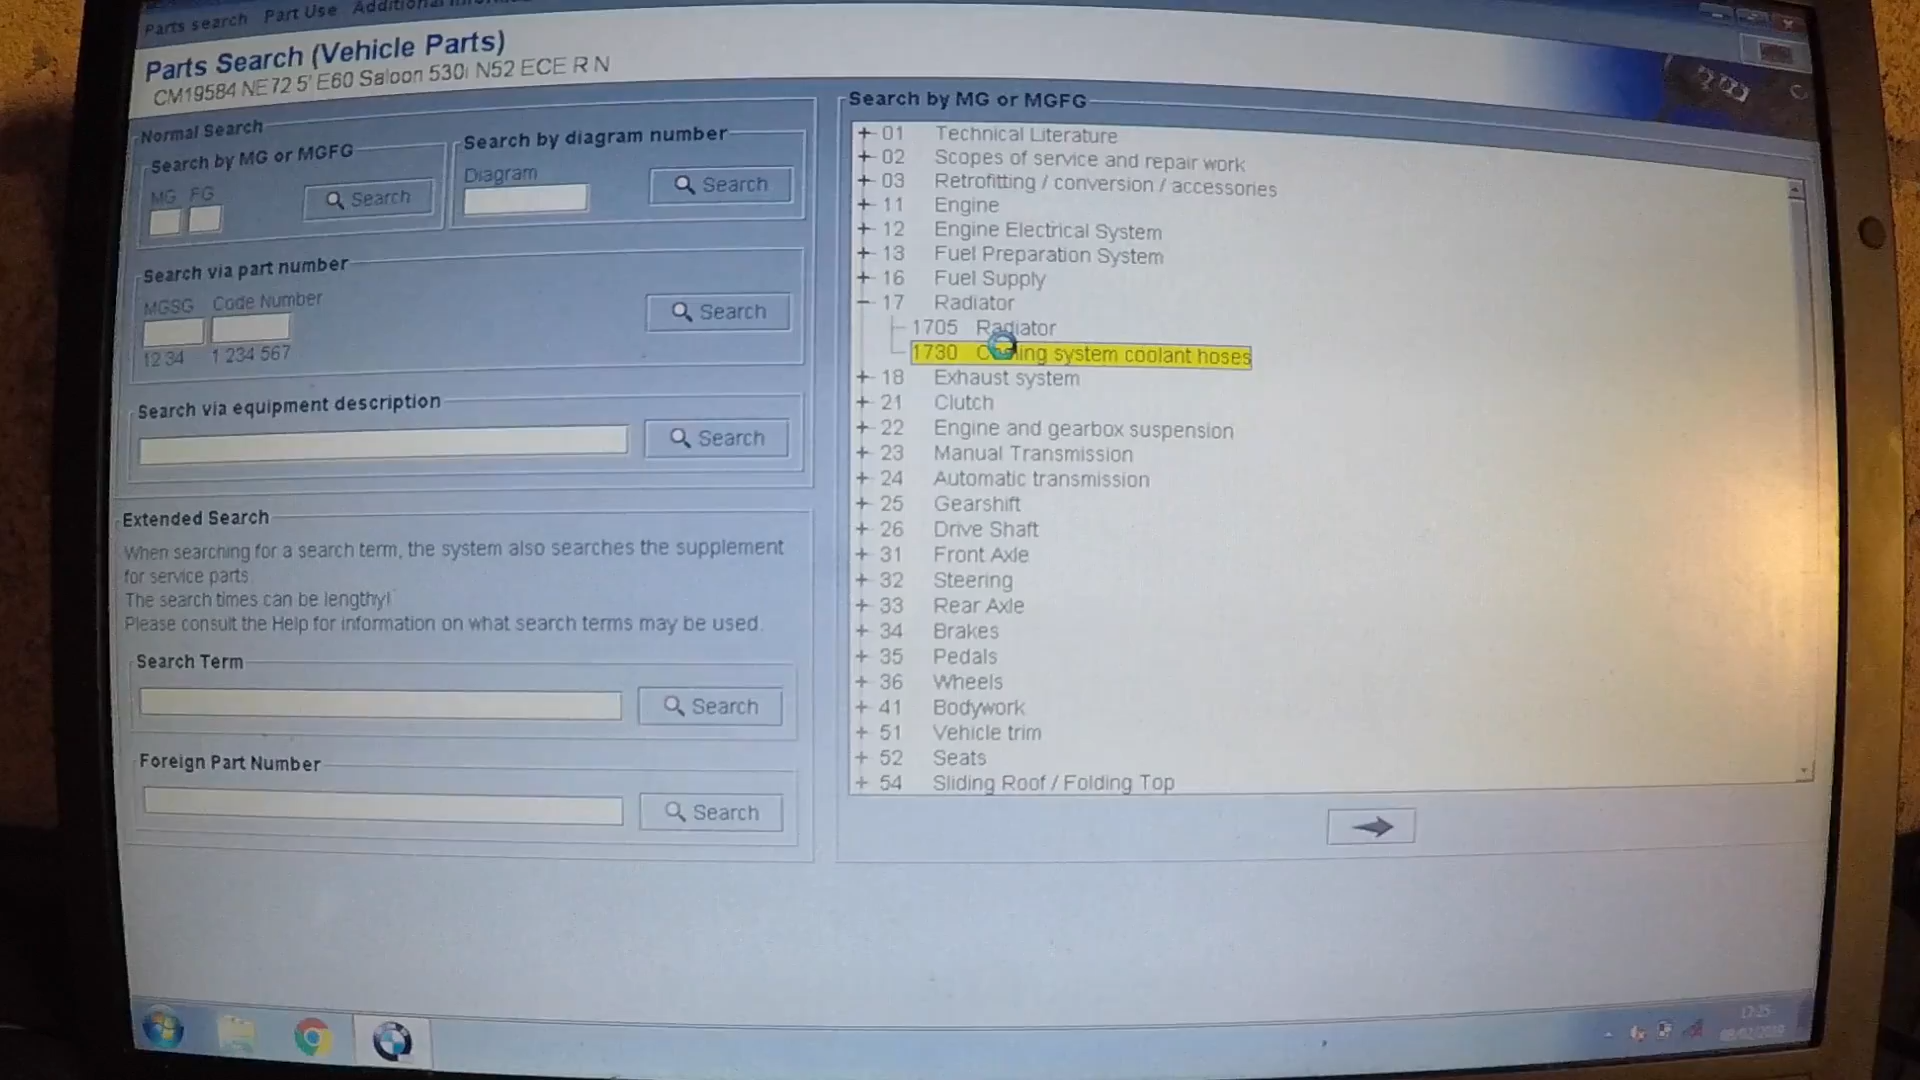 Parts search Part Use Additional
Parts Search (Vehicle Parts)
CM19584 NE72 5' E60 Saloon 530i N52 ECE R N
Normal Search
Search by MG or MGFG
MG FG
Search
Search by diagram number
Diagram
Search
Search via part number
MGSG Code Number
12 34 1 234 567
Search
Search via equipment description
Search
Extended Search
When searching for a search term, the system also searches the supplement
for service parts
The search times can be lengthy!
Please consult the Help for information on what search terms may be used.
Search Term
Search
Foreign Part Number
Search
Search by MG or MGFG
01 Technical Literature
02 Scopes of service and repair work
03 Retrofitting / conversion / accessories
11 Engine
12 Engine Electrical System
13 Fuel Preparation System
16 Fuel Supply
17 Radiator
1705 Radiator
1730 Cooling system coolant hoses
18 Exhaust system
21 Clutch
22 Engine and gearbox suspension
23 Manual Transmission
24 Automatic transmission
25 Gearshift
26 Drive Shaft
31 Front Axle
32 Steering
33 Rear Axle
34 Brakes
35 Pedals
36 Wheels
41 Bodywork
51 Vehicle trim
52 Seats
54 Sliding Roof / Folding Top
17:25